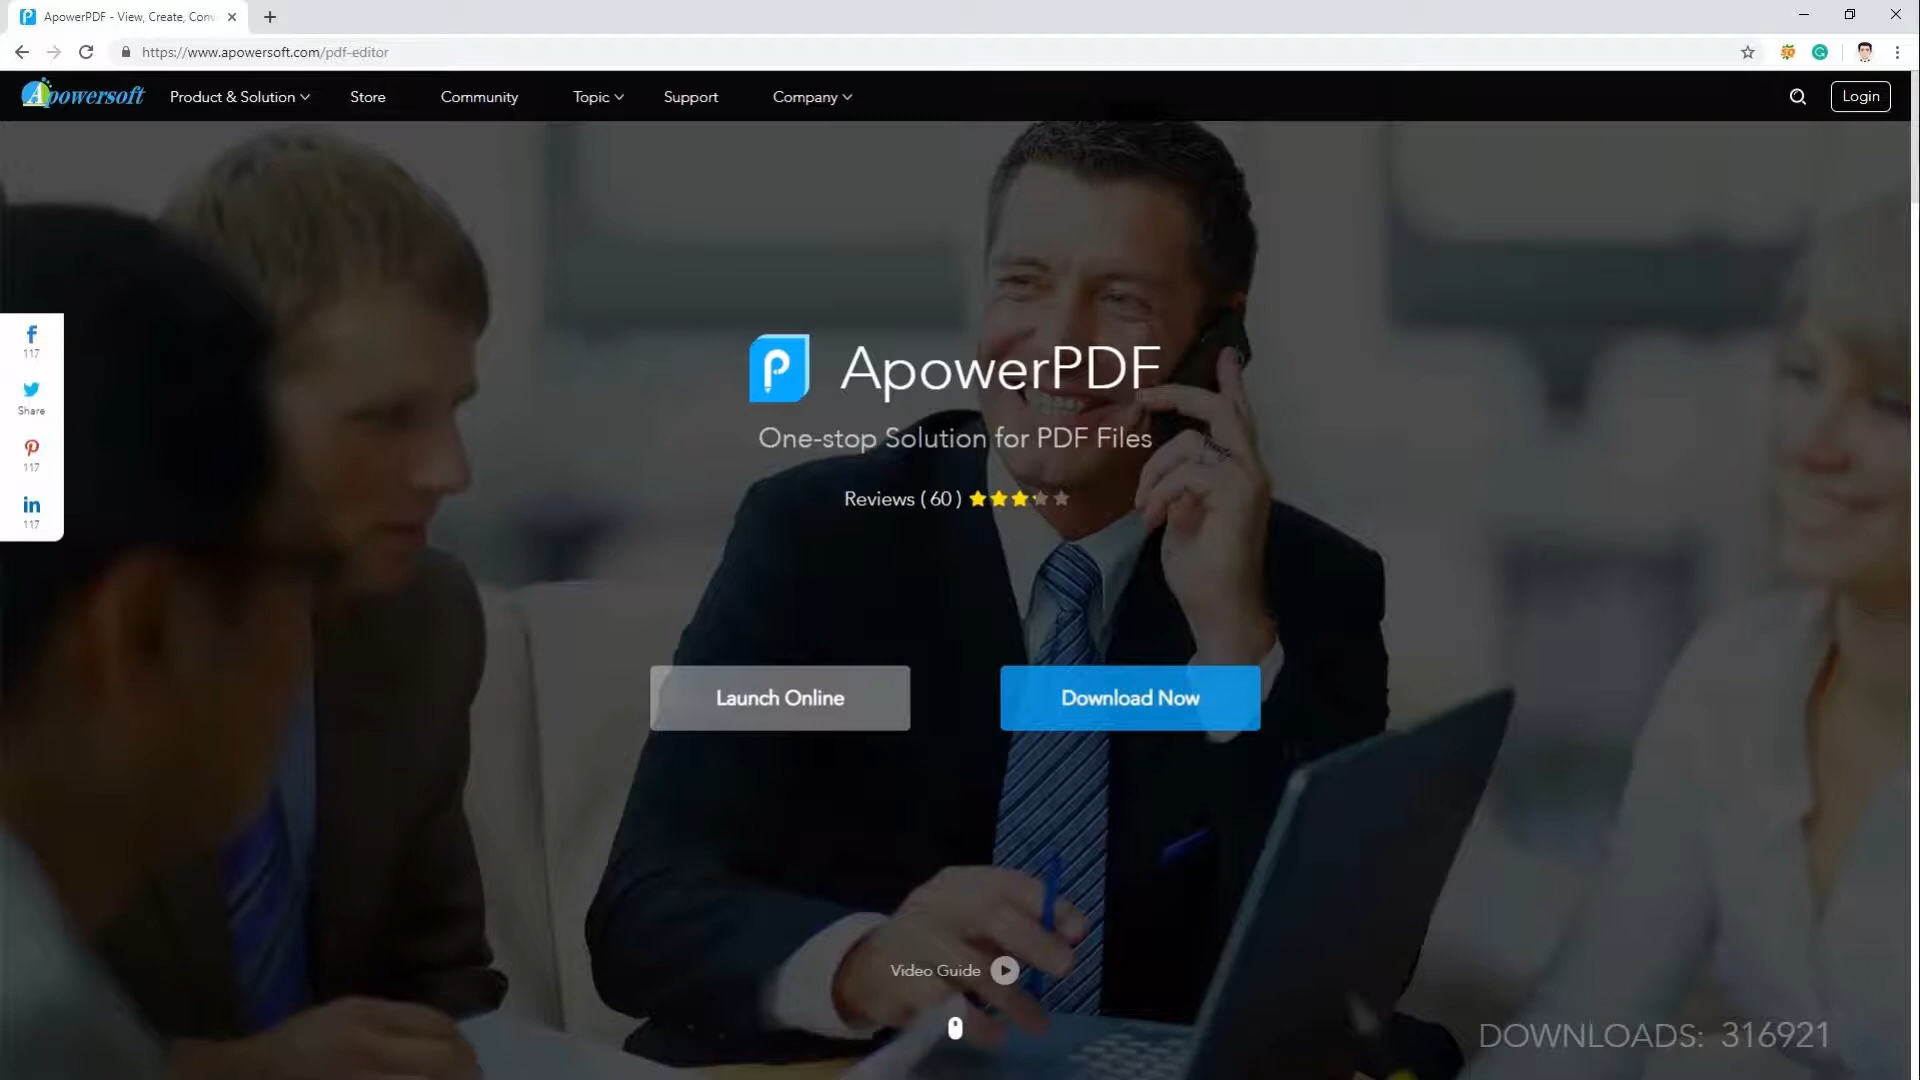 ApowerPDF - View, Create, Conv
https://www.apowersoft.com/pdf-editor
Apowersoft
Product & Solution
Store
Community
Topic
Support
Company
Login
117
Share
117
117
ApowerPDF
One-stop Solution for PDF Files
Reviews ( 60 )
Launch Online
Download Now
Video Guide
DOWNLOADS: 316921